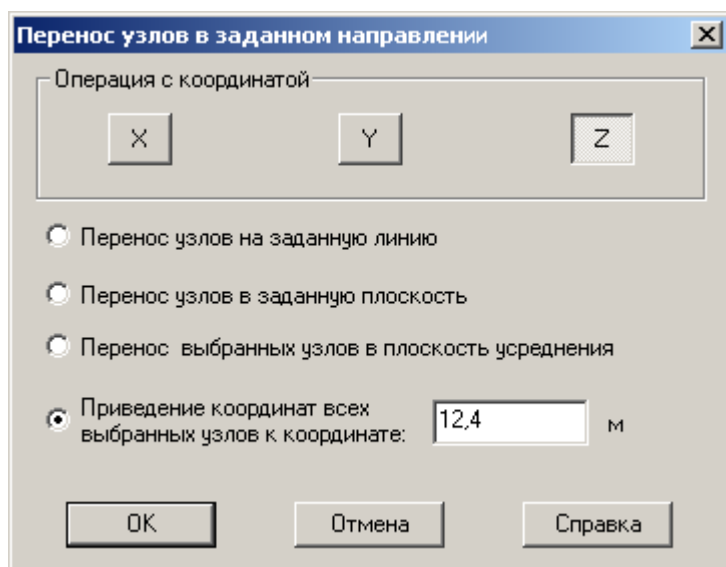 Перенос узлов в заданном направлении
Операция с координатой
X Y Z
Перенос узлов на заданную линию
Перенос узлов в заданную плоскость
Перенос выбранных узлов в плоскость усреднения
Приведение координат всех
выбранных узлов к координате: 12,4 м
OK Отмена Справка